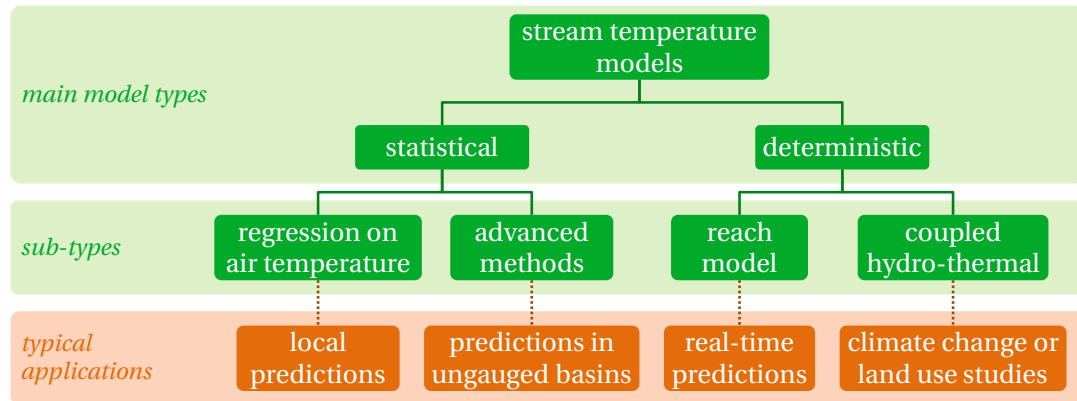 stream temperature
models
main model types
statistical
deterministic
sub-types
regression on
air temperature
advanced
methods
reach
model
coupled
hydro-thermal
typical
applications
local
predictions
predictions in
ungauged basins
real-time
predictions
climate change or
land use studies